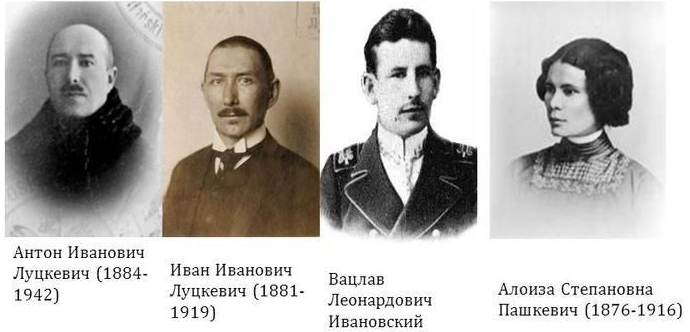 Антон Иванович
Луцкевич (1884-
1942)
Иван Иванович
Луцкевич (1881-
1919)
Вацлав
Леонардович
Ивановский
Алоиза Степановна
Пашкевич (1876-1916)